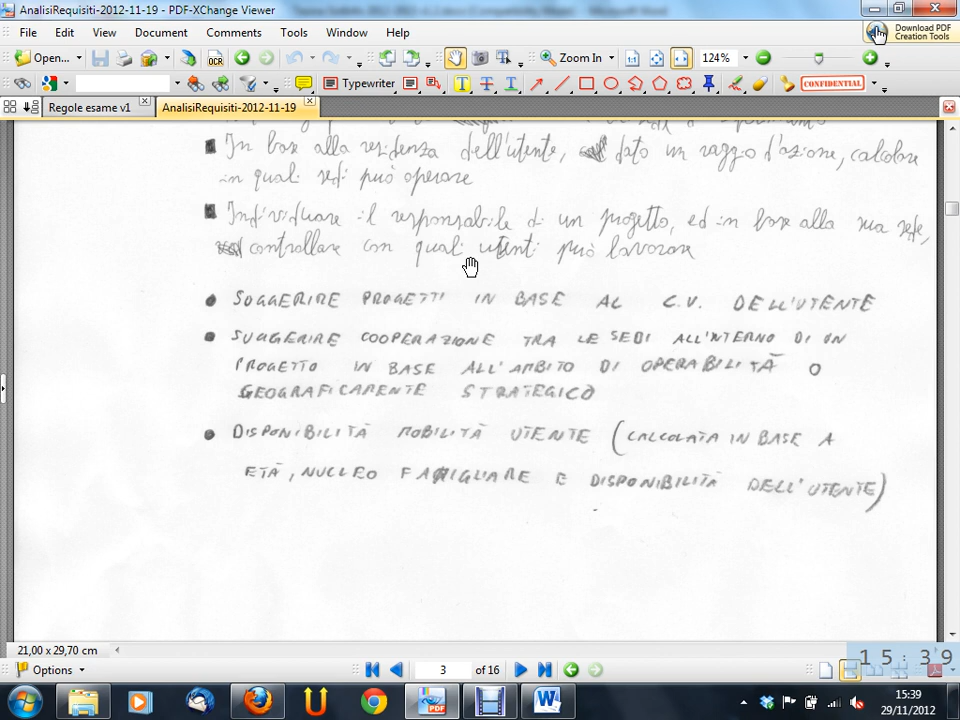 AnalisiRequisiti-2012-11-19 - PDF-XChange Viewer
File Edit View Document Comments Tools Window Help
Download PDF Creation Tools
Open... OCR Zoom In 124%
Typewriter CONFIDENTIAL
Regole esame v1 AnalisiRequisiti-2012-11-19
In base alla residenza dell'utente, dato un raggio d'azione, calcolare
in quali sedi può operare
Individuare il responsabile di un progetto, ed in base alla sua sede,
controllare con quali utenti può lavorare
SOGGERIRE PROGETTI IN BASE AL C.V. DELL'UTENTE
SUGGERIRE COOPERAZIONE TRA LE SEDI ALL'INTERNO DI UN
PROGETTO IN BASE ALL'AMBITO DI OPERABILITÀ O
GEOGRAFICAMENTE STRATEGICO
DISPONIBILITÀ MOBILITÀ UTENTE (CALCOLATA IN BASE A
ETÀ, NUCLEO FAMIGLIARE E DISPONIBILITÀ DELL'UTENTE)
21,00 x 29,70 cm
15:39
Options 3 of 16
15:39
29/11/2012